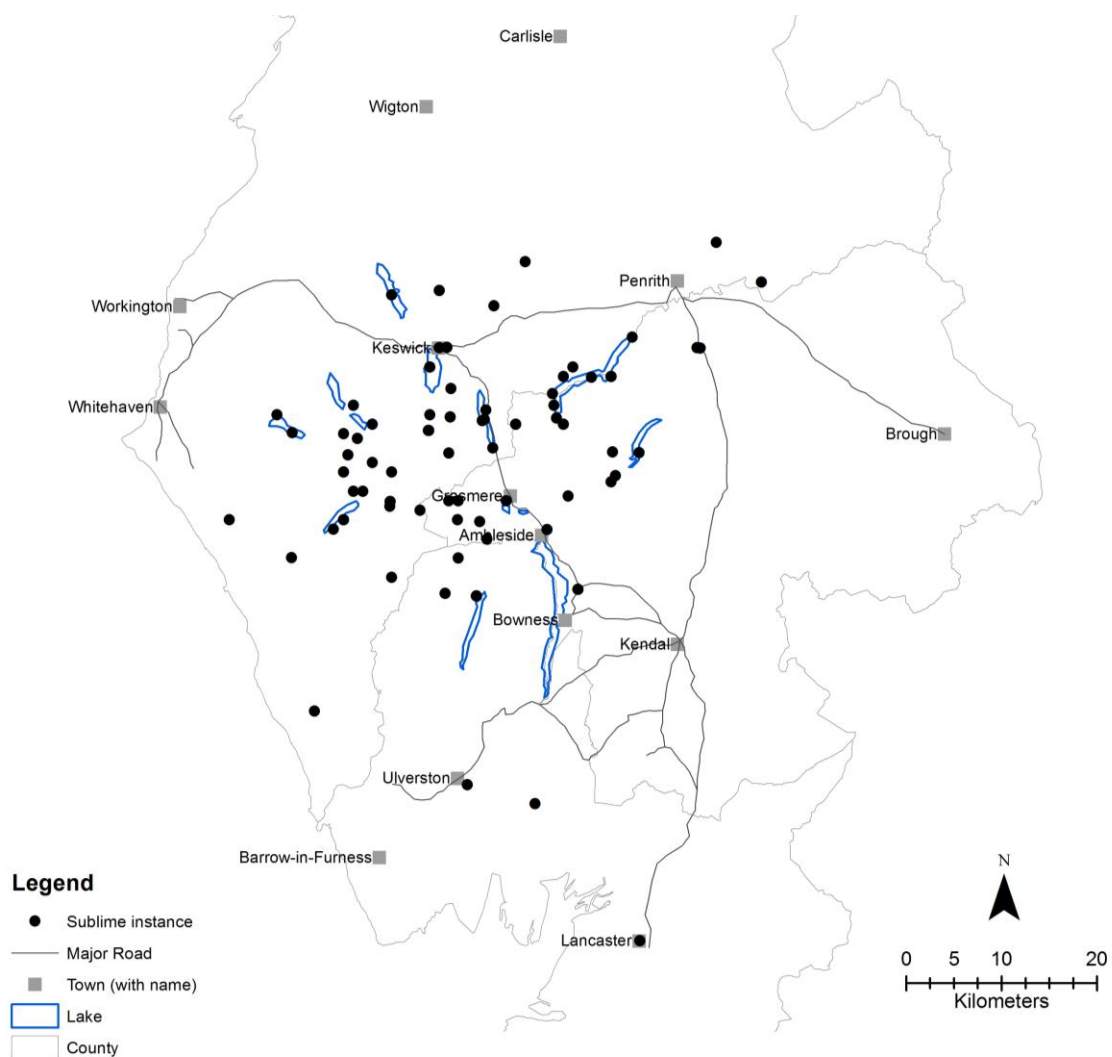 Carlisle
Wigton
Penrith
Workington
Keswick
Whitehaven
Brough
Grasmere
Ambleside
Bowness
Kendal
Ulverston
Barrow-in-Furness
Lancaster
Legend
Sublime instance
Major Road
Town (with name)
Lake
County
N
0 5 10 20
Kilometers